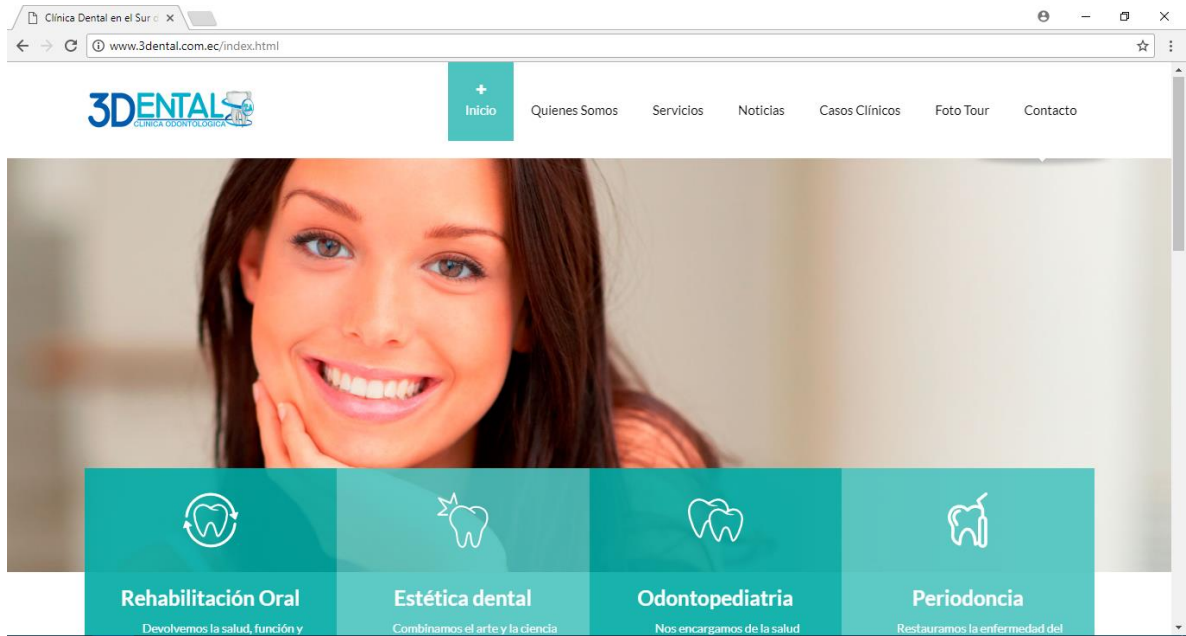 Clínica Dental en el Sur d
www.3dental.com.ec/index.html
3DENTAL
CLINICA ODONTOLOGICA
Inicio
Quienes Somos
Servicios
Noticias
Casos Clínicos
Foto Tour
Contacto
Rehabilitación Oral
Estética dental
Odontopediatria
Periodoncia
Devolvemos la salud, función y
Combinamos el arte y la ciencia
Nos encargamos de la salud
Restauramos la enfermedad del